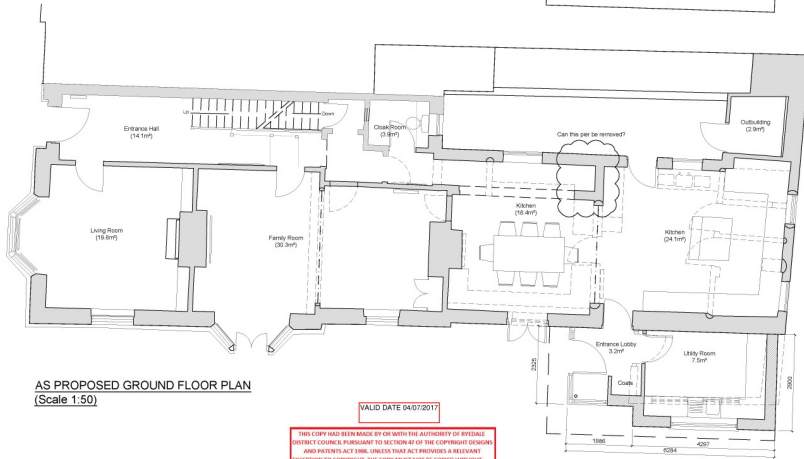 Can this pier be removed?
Outbuilding
(2.9m²)
Up
Down
Cloak Room
(3.9m²)
Entrance Hall
(14.1m²)
Living Room
(19.8m²)
Family Room
(30.3m²)
Kitchen
(18.4m²)
Kitchen
(24.1m²)
Entrance Lobby
3.2m²
Utility Room
7.5m²
Coats
2325
2900
1986
4297
6284
AS PROPOSED GROUND FLOOR PLAN
(Scale 1:50)
VALID DATE 04/07/2017
THIS COPY HAD BEEN MADE BY OR WITH THE AUTHORITY OF RYEDALE
DISTRICT COUNCIL PURSUANT TO SECTION 47 OF THE COPYRIGHT DESIGNS
AND PATENTS ACT 1988. UNLESS THAT ACT PROVIDES A RELEVANT